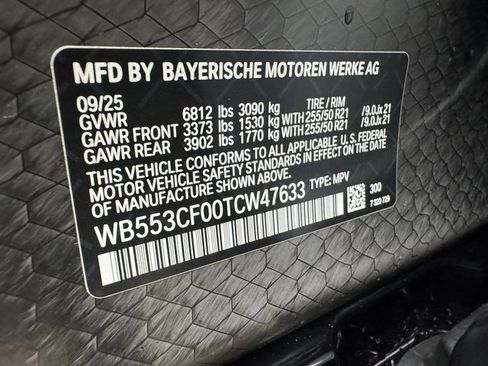 MFD BY BAYERISCHE MOTOREN WERKE AG
09/25 TIRE / RIM
GVWR 6812 lbs 3090 kg
GAWR FRONT 3373 lbs 1530 kg WITH 255/50 R21 /9.0Jx21
GAWR REAR 3902 lbs 1770 kg WITH 255/50 R21 /9.0Jx21
THIS VEHICLE CONFORMS TO ALL APPLICABLE U.S. FEDERAL
MOTOR VEHICLE SAFETY STANDARDS IN EFFECT ON THE DATE
OF MANUFACTURE SHOWN ABOVE.
WB553CF00TCW47633 TYPE: MPV
300
7 320 729